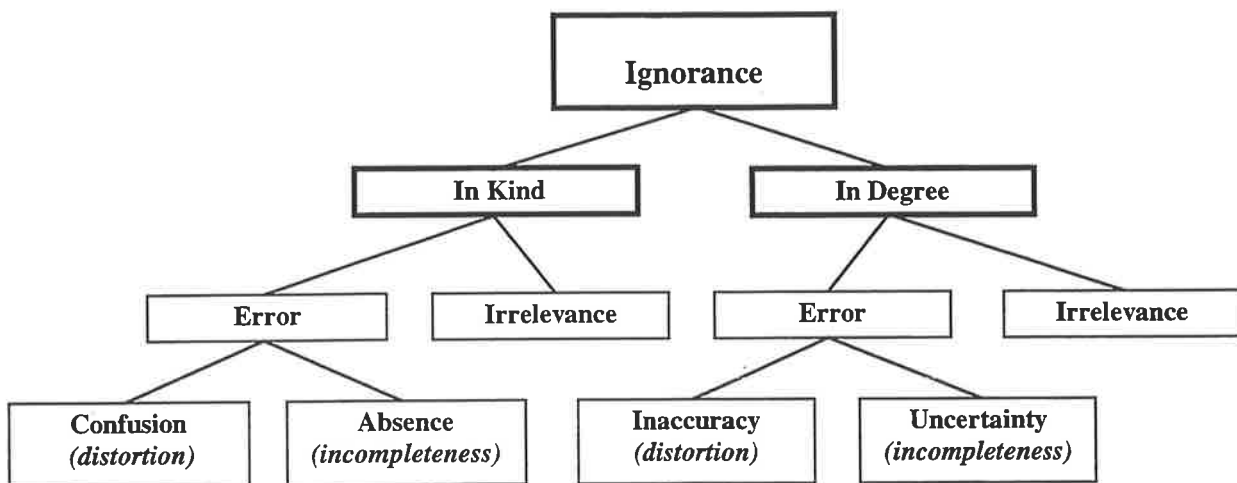 Ignorance
In Kind
In Degree
Error
Irrelevance
Error
Irrelevance
Confusion
(distortion)
Absence
(incompleteness)
Inaccuracy
(distortion)
Uncertainty
(incompleteness)